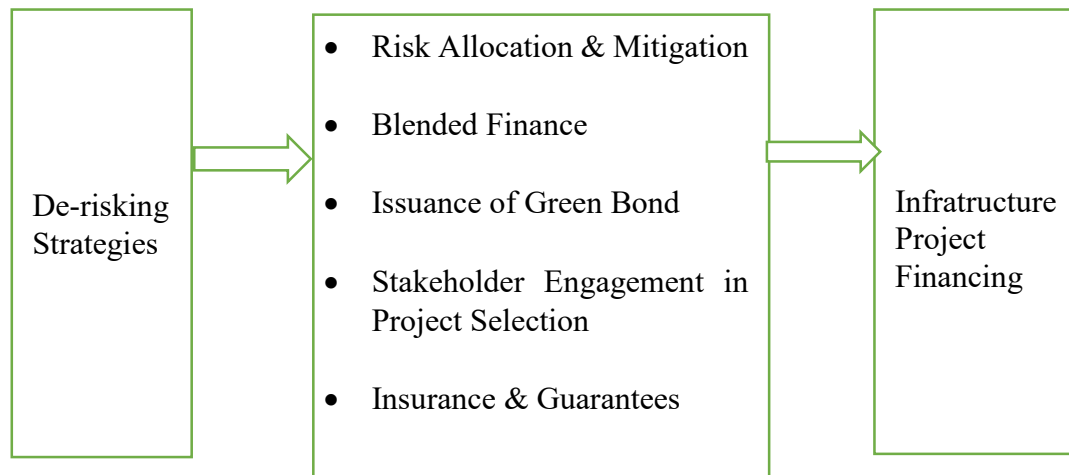 De-risking
Strategies
• Risk Allocation & Mitigation
• Blended Finance
• Issuance of Green Bond
• Stakeholder Engagement in
Project Selection
• Insurance & Guarantees
Infratructure
Project
Financing